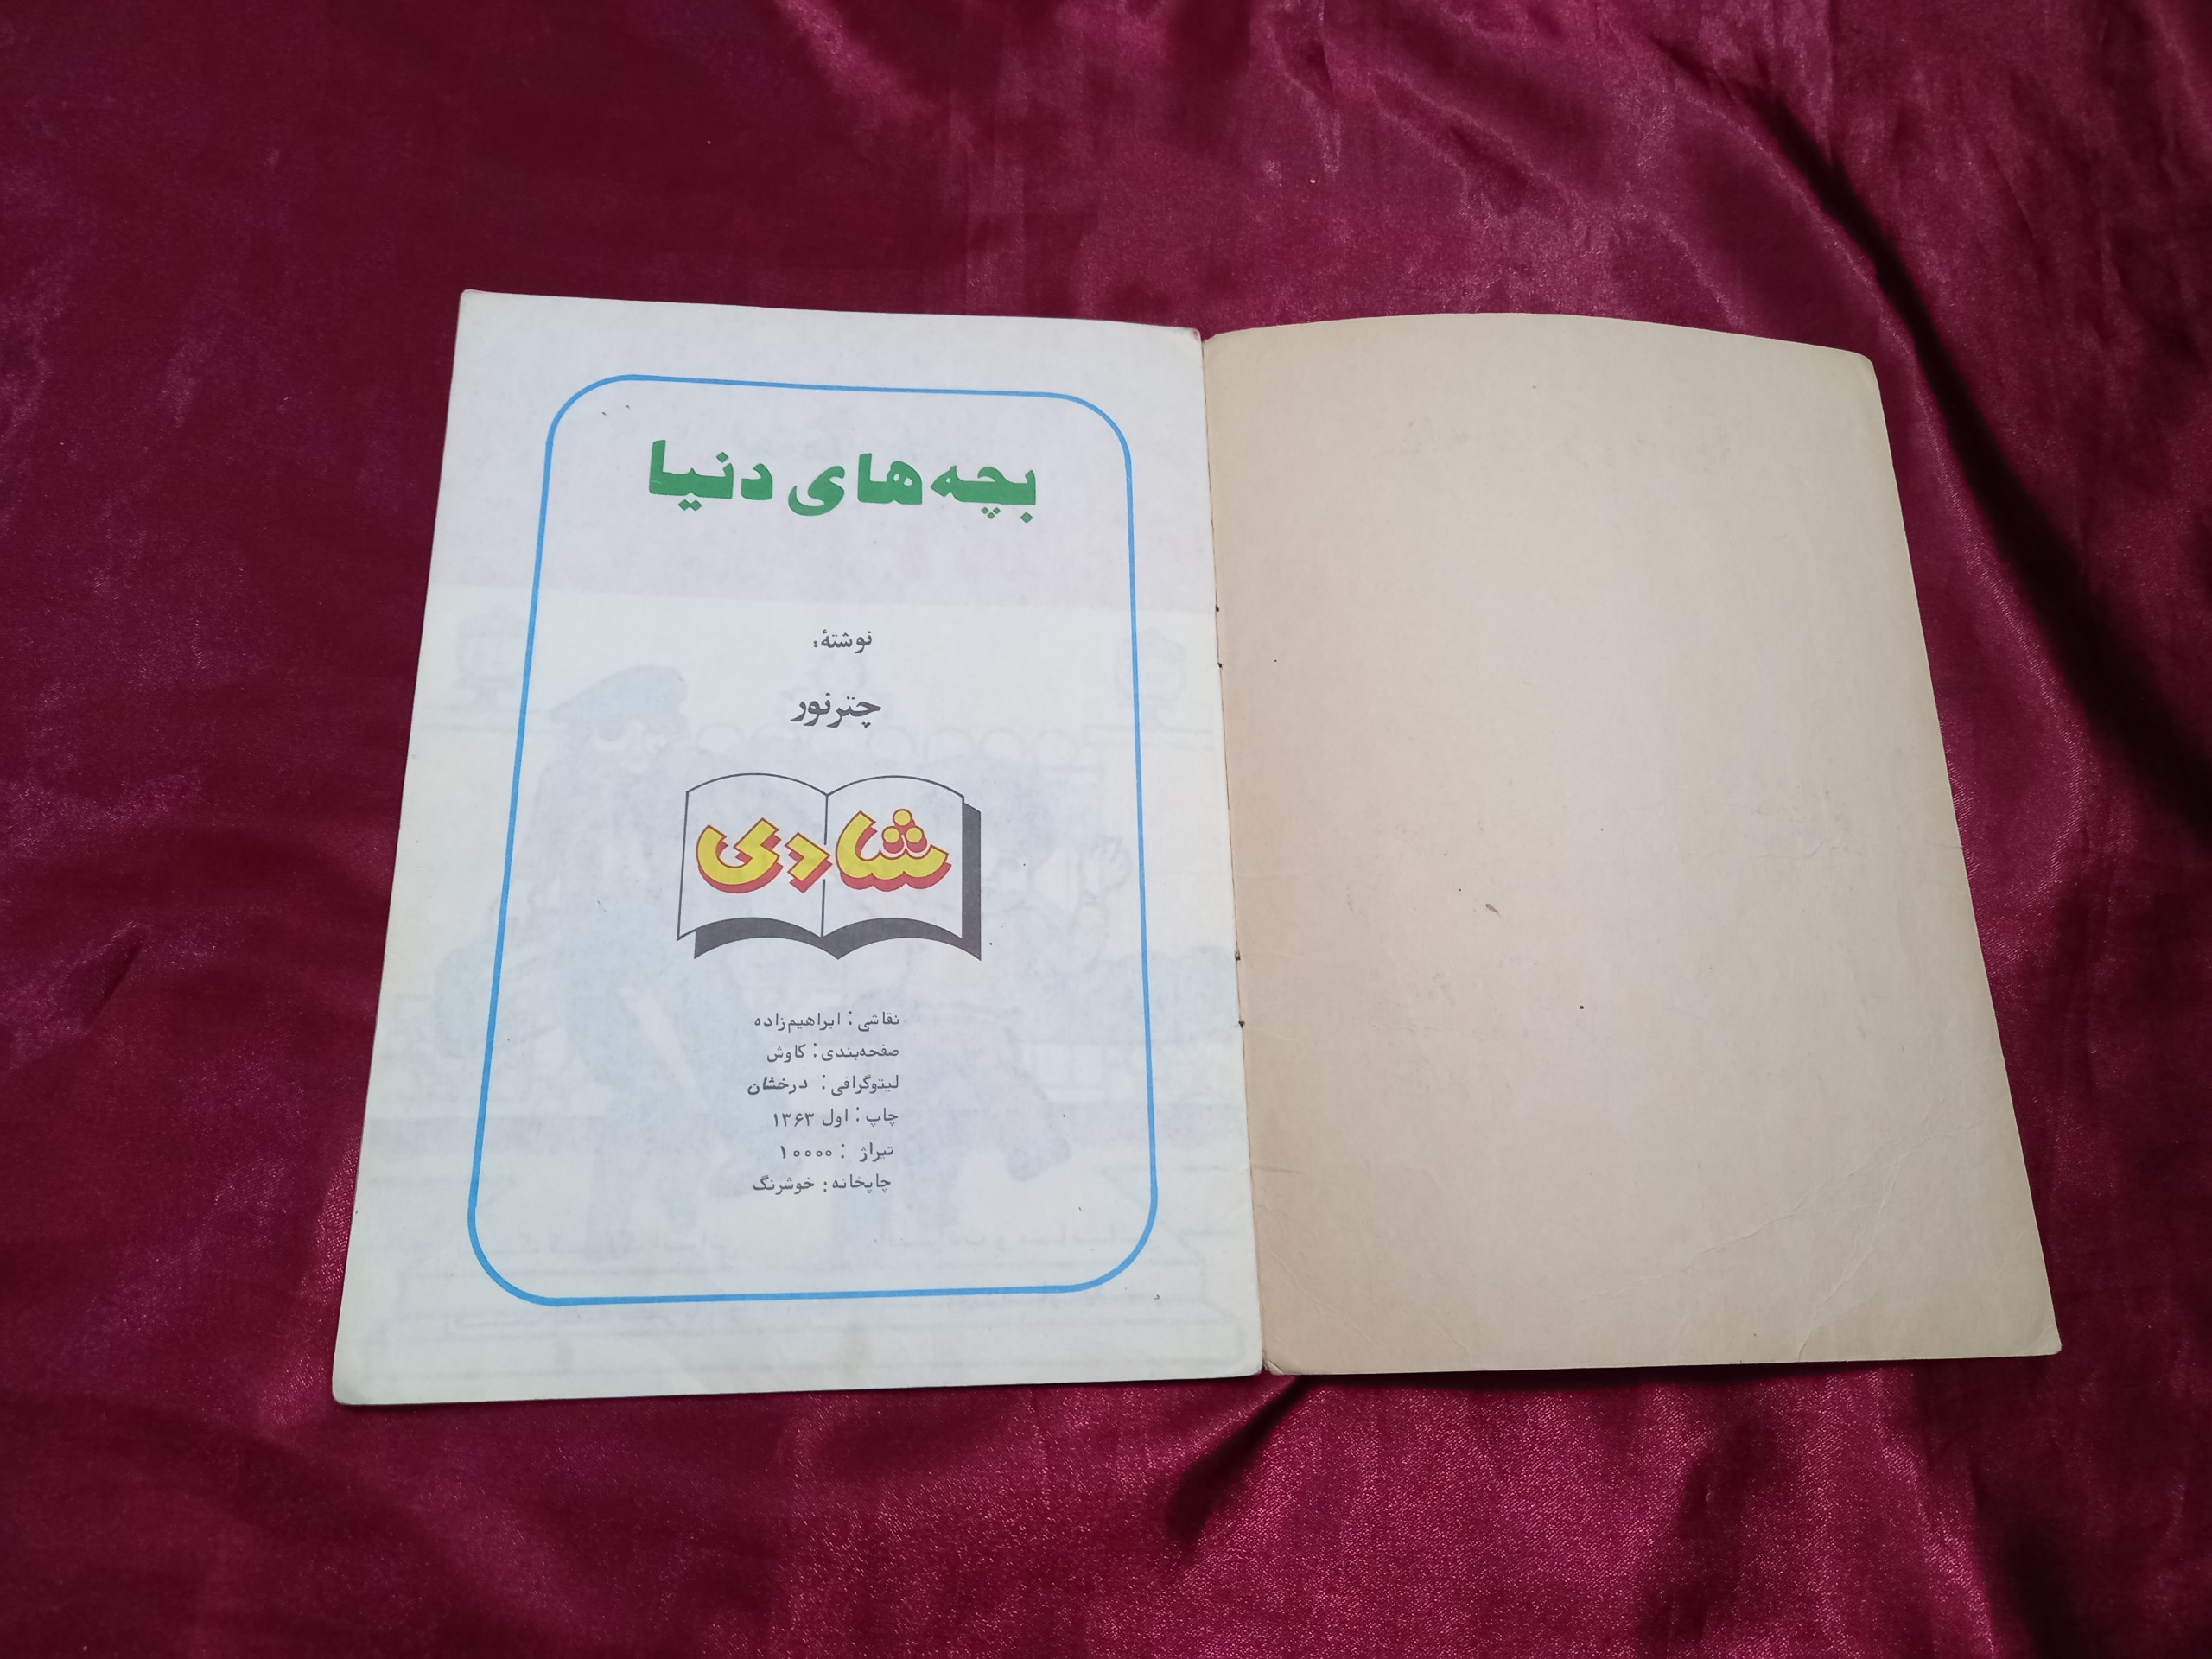 بچه های دنیا
نوشتهٔ:
چترنور
شادی
نقاشی: ابراهیم‌زاده
صفحه‌بندی: کاوش
لیتوگرافی: درخشان
چاپ: اول ۱۳۶۳
تیراژ : ۱۰۰۰۰
چاپخانه: خوشرنگ